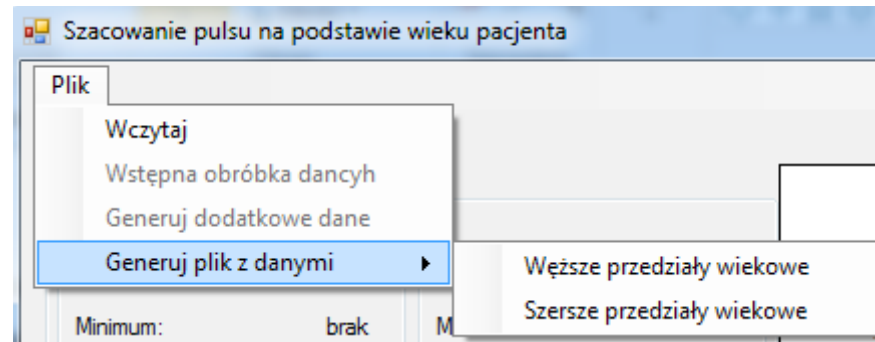 Szacowanie pulsu na podstawie wieku pacjenta
Plik
Wczytaj
Wstępna obróbka dancyh
Generuj dodatkowe dane
Generuj plik z danymi
Węższe przedziały wiekowe
Szersze przedziały wiekowe
Minimum: brak M